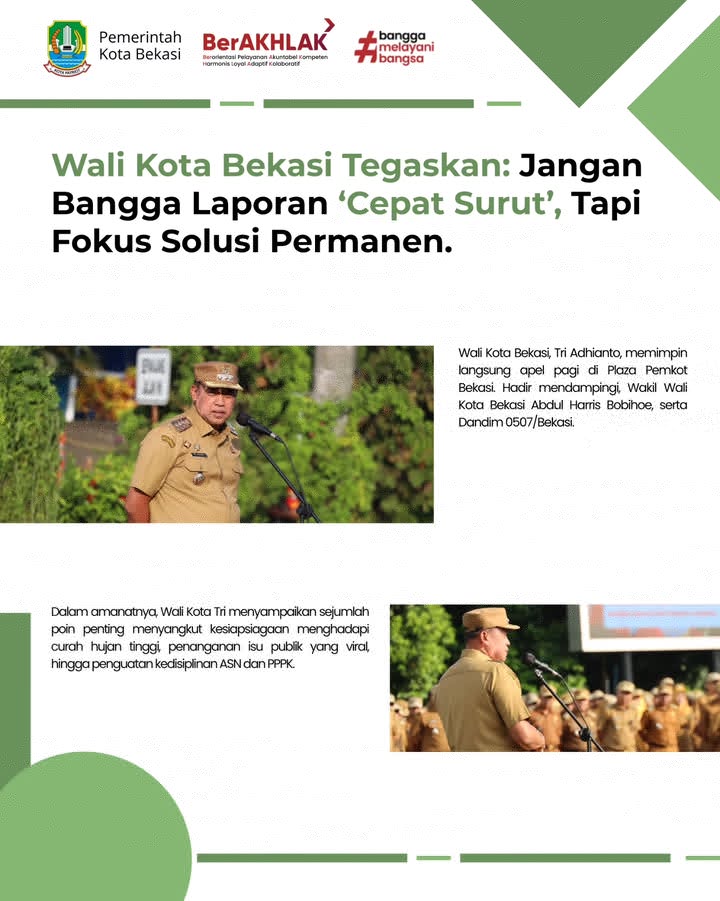 Pemerintah
Kota Bekasi
BerAKHLAK
Berorientasi Pelayanan Akuntabel Kompeten
Harmonis Loyal Adaptif Kolaboratif
#bangga
melayani
bangsa
KOTA PATRIOT
Wali Kota Bekasi Tegaskan: Jangan
Bangga Laporan ‘Cepat Surut’, Tapi
Fokus Solusi Permanen.
Wali Kota Bekasi, Tri Adhianto, memimpin
langsung apel pagi di Plaza Pemkot
Bekasi. Hadir mendampingi, Wakil Wali
Kota Bekasi Abdul Harris Bobihoe, serta
Dandim 0507/Bekasi.
Dalam amanatnya, Wali Kota Tri menyampaikan sejumlah
poin penting menyangkut kesiapsiagaan menghadapi
curah hujan tinggi, penanganan isu publik yang viral,
hingga penguatan kedisiplinan ASN dan PPPK.